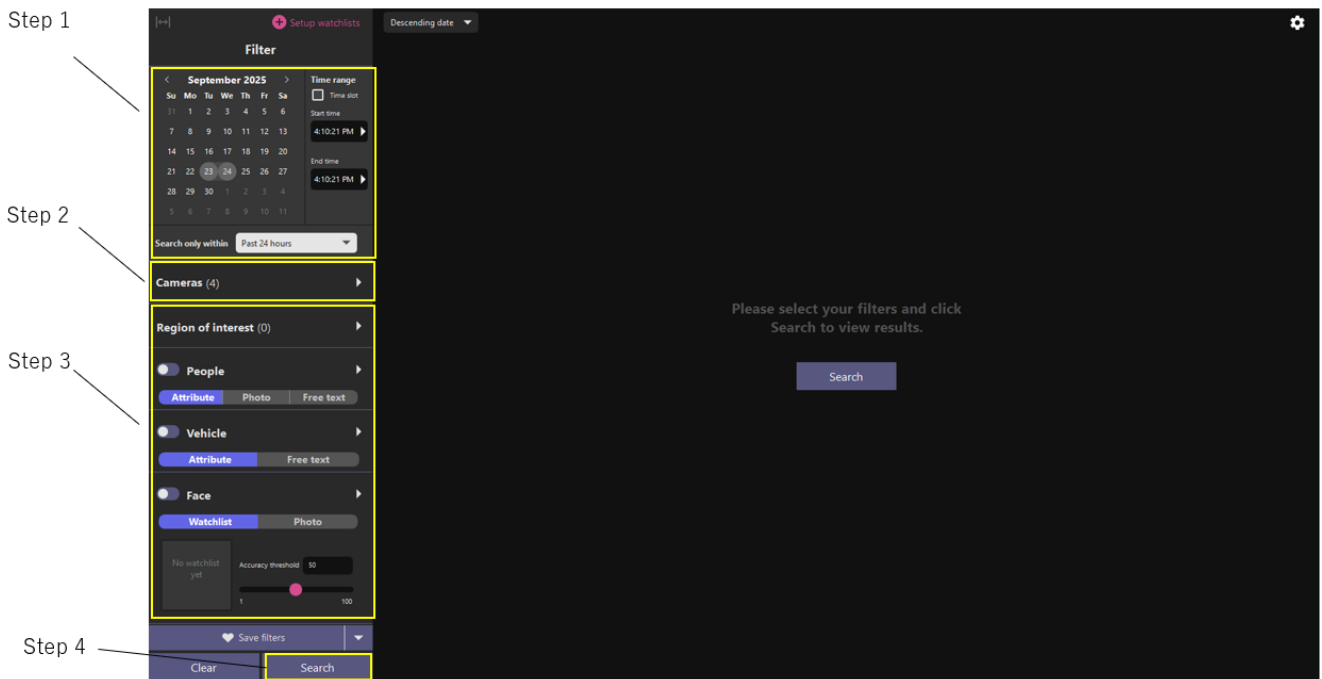 Step 1
Setup watchlists
Descending date
Filter
September 2025
Time range
Su Mo Tu We Th Fr Sa
Time slot
31 1 2 3 4 5 6
Start time
7 8 9 10 11 12 13
4:10:21 PM
14 15 16 17 18 19 20
End time
21 22 23 24 25 26 27
4:10:21 PM
28 29 30 1 2 3 4
5 6 7 8 9 10 11
Step 2
Search only within Past 24 hours
Cameras (4)
Please select your filters and click
Search to view results.
Search
Region of interest (0)
Step 3
People
Attribute Photo Free text
Vehicle
Attribute Free text
Face
Watchlist Photo
No watchlist
yet
Accuracy threshold 50
1 100
Step 4
Save filters
Clear Search